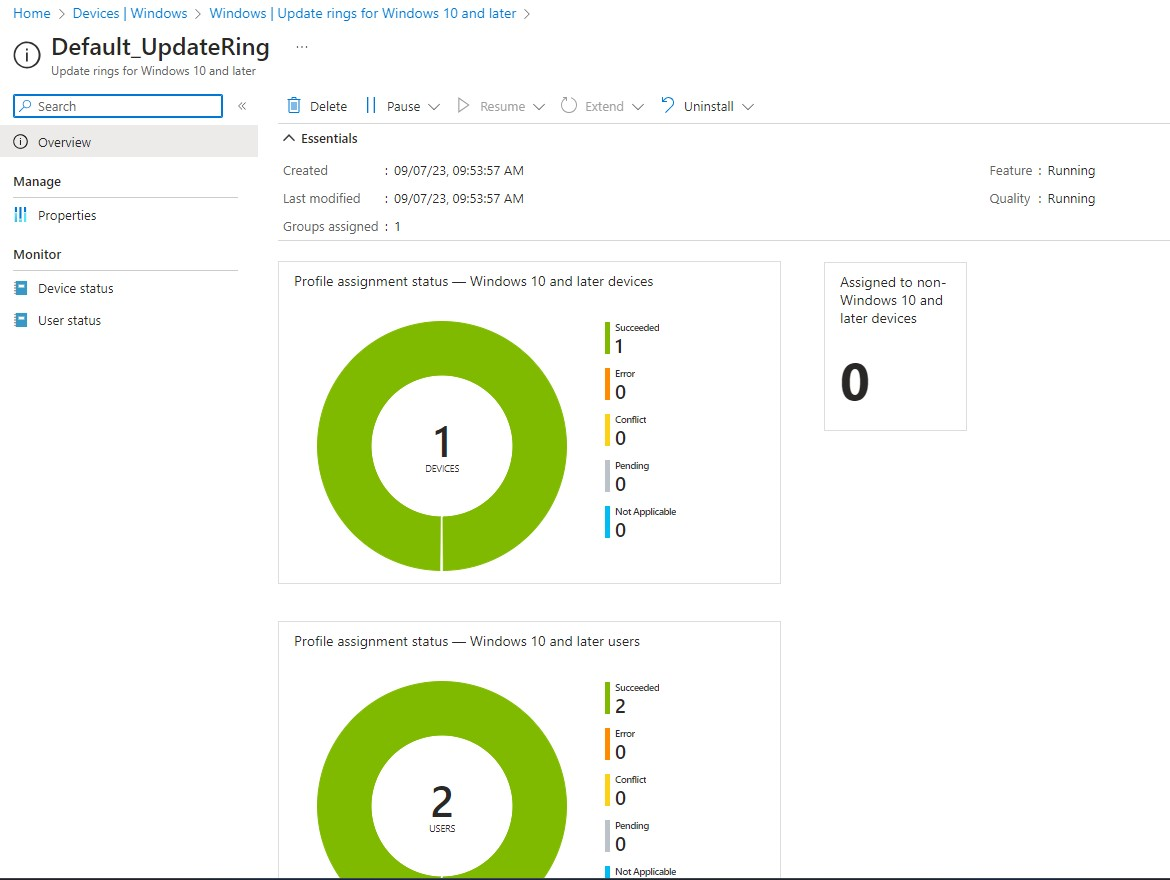 Home > Devices | Windows > Windows | Update rings for Windows 10 and later >
Default_UpdateRing ...
Update rings for Windows 10 and later
Search «
Delete Pause Resume Extend Uninstall
Overview
Manage
Properties
Monitor
Device status
User status
Essentials
Created : 09/07/23, 09:53:57 AM
Last modified : 09/07/23, 09:53:57 AM
Groups assigned : 1
Feature : Running
Quality : Running
Profile assignment status — Windows 10 and later devices
1
DEVICES
Succeeded
1
Error
0
Conflict
0
Pending
0
Not Applicable
0
Assigned to non-
Windows 10 and
later devices
0
Profile assignment status — Windows 10 and later users
2
USERS
Succeeded
2
Error
0
Conflict
0
Pending
0
Not Applicable